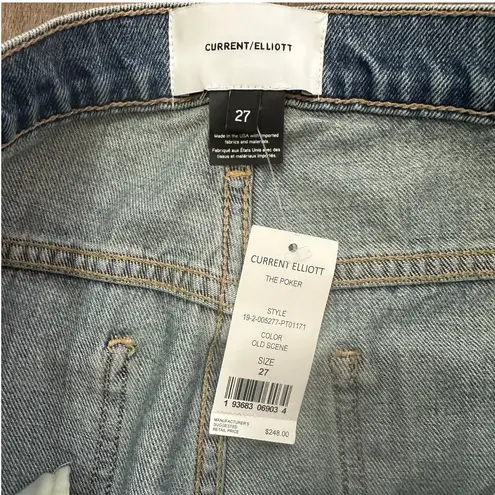 CURRENT/ELLIOTT
27
Made in the USA with imported
fabrics and materials.
Fabriqué aux États Unis avec des
tissus et matériaux importés
CURRENT ELLIOTT
THE POKER
STYLE
19-2-005277-PT01171
COLOR
OLD SCENE
SIZE
27
1 93683 06903 4
MANUFACTURER'S
SUGGESTED
RETAIL PRICE
$248.00